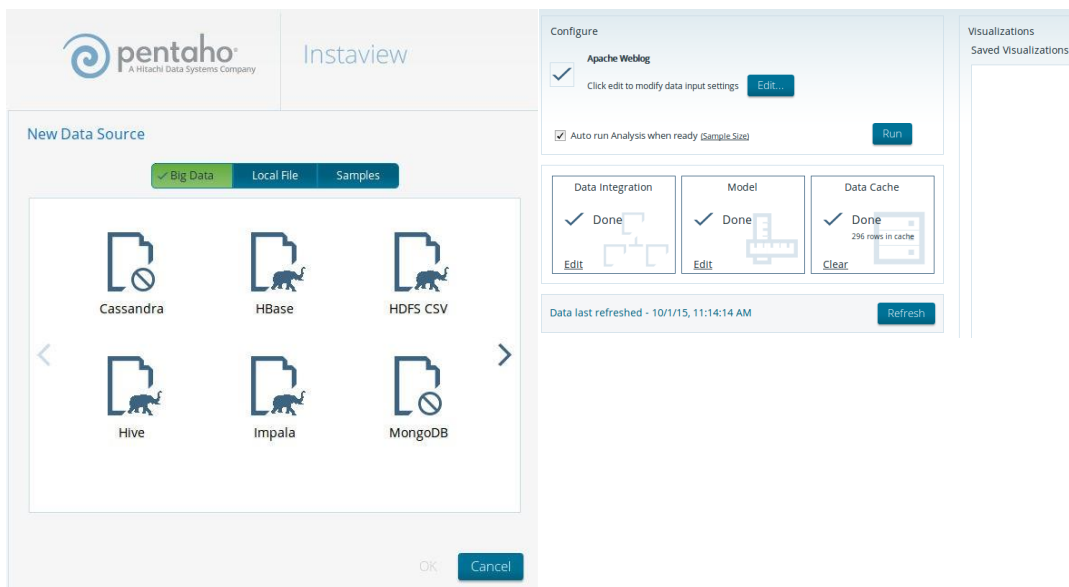 pentaho
A Hitachi Data Systems Company
Instaview
New Data Source
Big Data
Local File
Samples
Cassandra
HBase
HDFS CSV
Hive
Impala
MongoDB
OK
Cancel
Configure
Apache Weblog
Click edit to modify data input settings
Edit...
Auto run Analysis when ready (Sample Size)
Run
Data Integration
Done
Edit
Model
Done
Edit
Data Cache
Done
296 rows in cache
Clear
Data last refreshed - 10/1/15, 11:14:14 AM
Refresh
Visualizations
Saved Visualizations